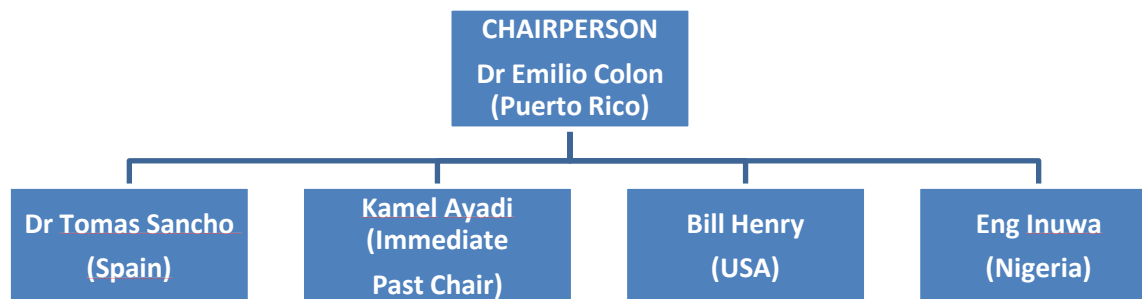 CHAIRPERSON
Dr Emilio Colon
(Puerto Rico)
Dr Tomas Sancho
(Spain)
Kamel Ayadi
(Immediate
Past Chair)
Bill Henry
(USA)
Eng Inuwa
(Nigeria)